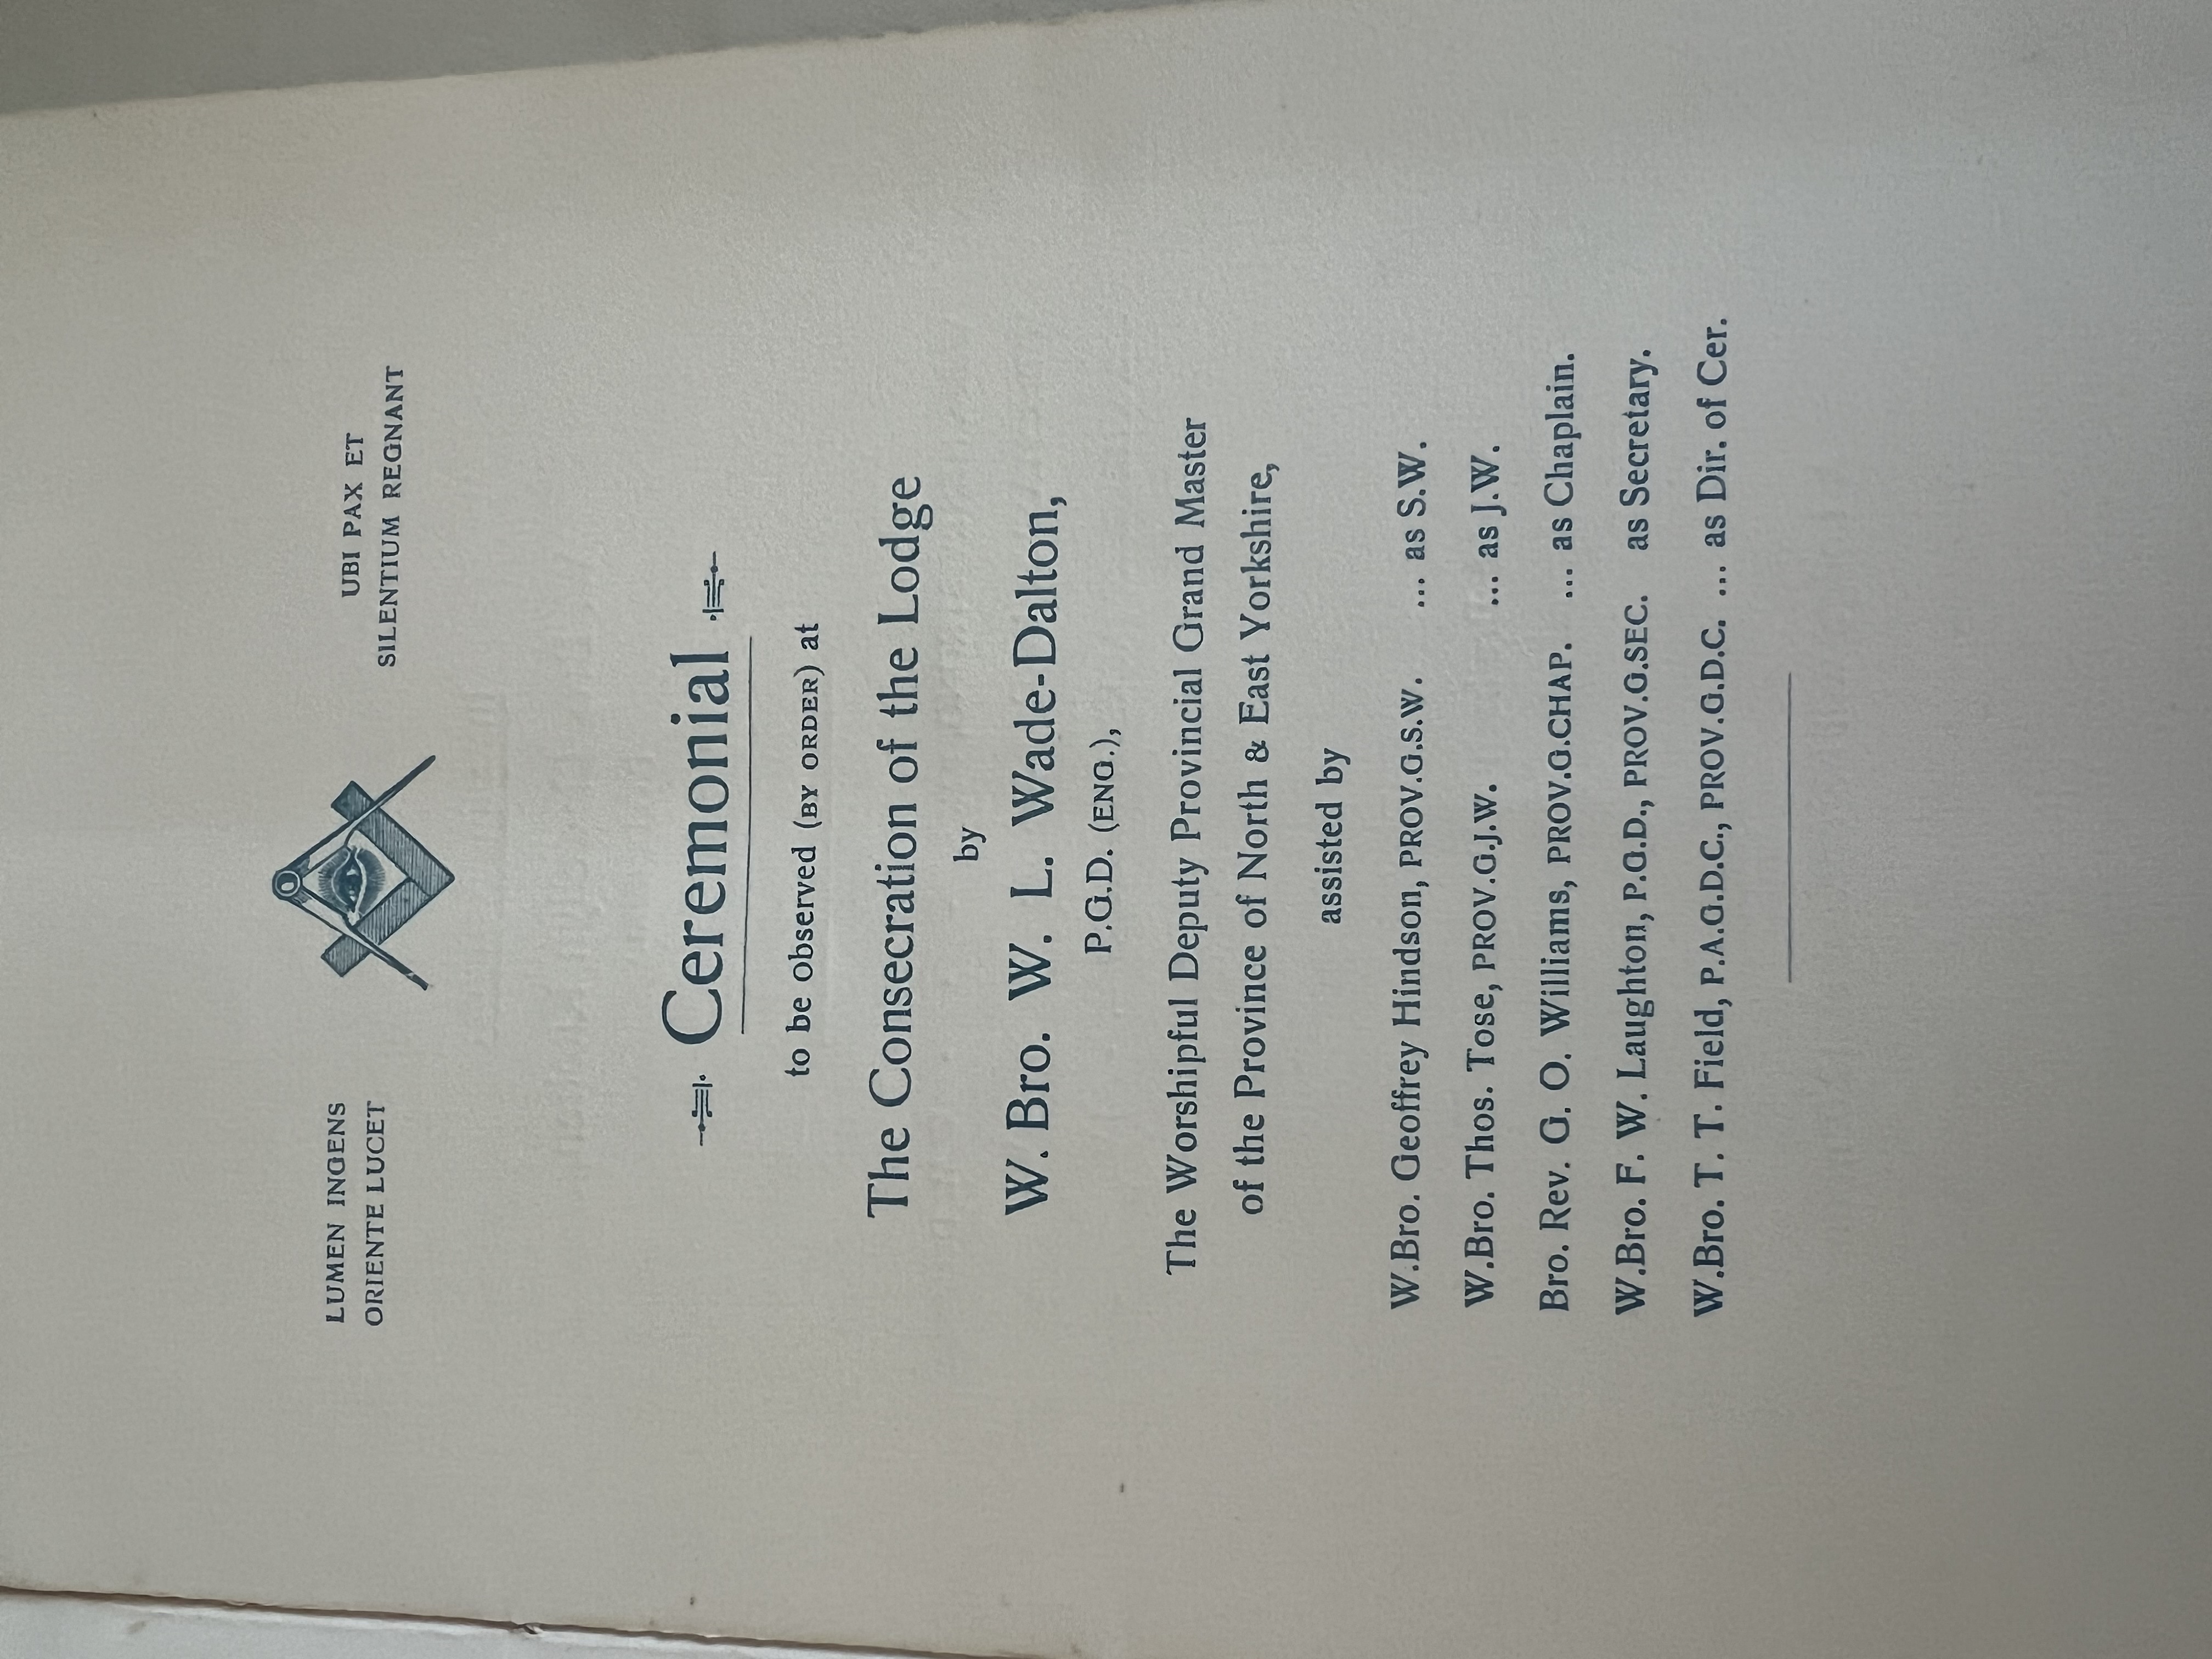 LUMEN INGENS
ORIENTE LUCET
UBI PAX ET
SILENTIUM REGNANT
Ceremonial
to be observed (BY ORDER) at
The Consecration of the Lodge
by
W. Bro. W. L. Wade-Dalton,
P.G.D. (ENG.),
The Worshipful Deputy Provincial Grand Master
of the Province of North & East Yorkshire,
assisted by
W.Bro. Geoffrey Hindson, PROV.G.S.W. ... as S.W.
W.Bro. Thos. Tose, PROV.G.J.W. ... as J.W.
Bro. Rev. G. O. Williams, PROV.G.CHAP. ... as Chaplain.
W.Bro. F. W. Laughton, P.G.D., PROV.G.SEC. as Secretary.
W.Bro. T. T. Field, P.A.G.D.C., PROV.G.D.C. ... as Dir. of Cer.